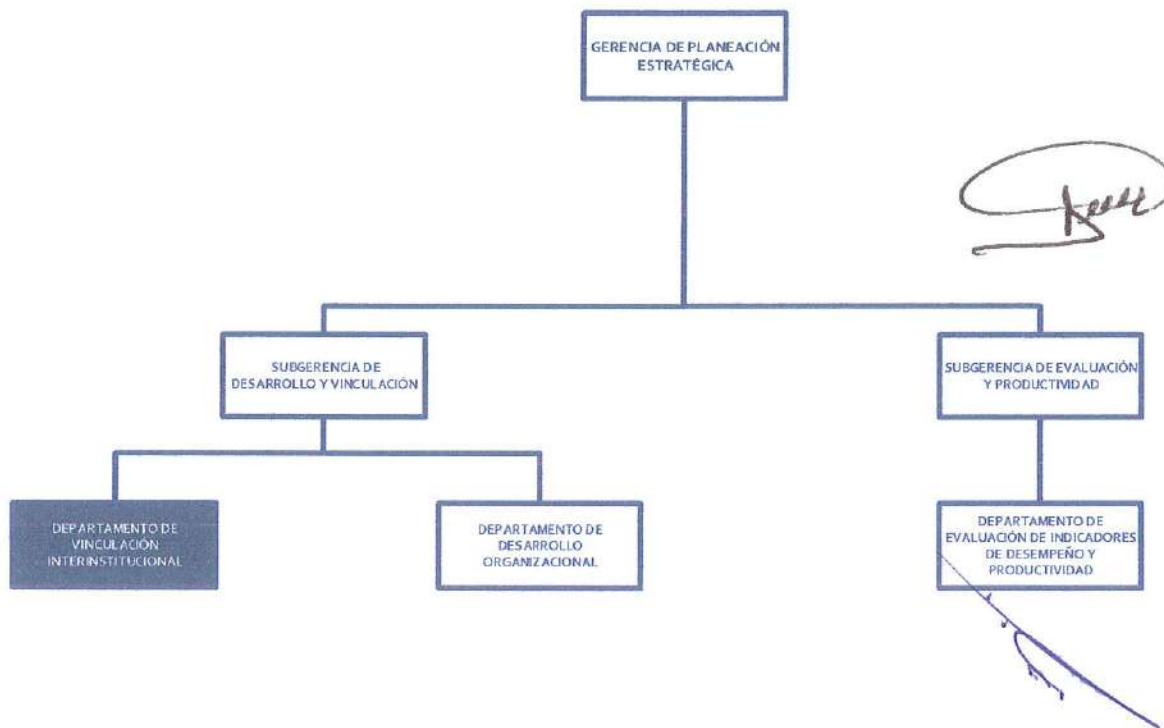 GERENCIA DE PLANEACIÓN
ESTRATÉGICA
SUBGERENCIA DE
DESARROLLO Y VINCULACIÓN
SUBGERENCIA DE EVALUACIÓN
Y PRODUCTIVIDAD
DEPARTAMENTO DE
VINCULACIÓN
INTERINSTITUCIONAL
DEPARTAMENTO DE
DESARROLLO
ORGANIZACIONAL
DEPARTAMENTO DE
EVALUACIÓN DE INDICADORES
DE DESEMPEÑO Y
PRODUCTIVIDAD